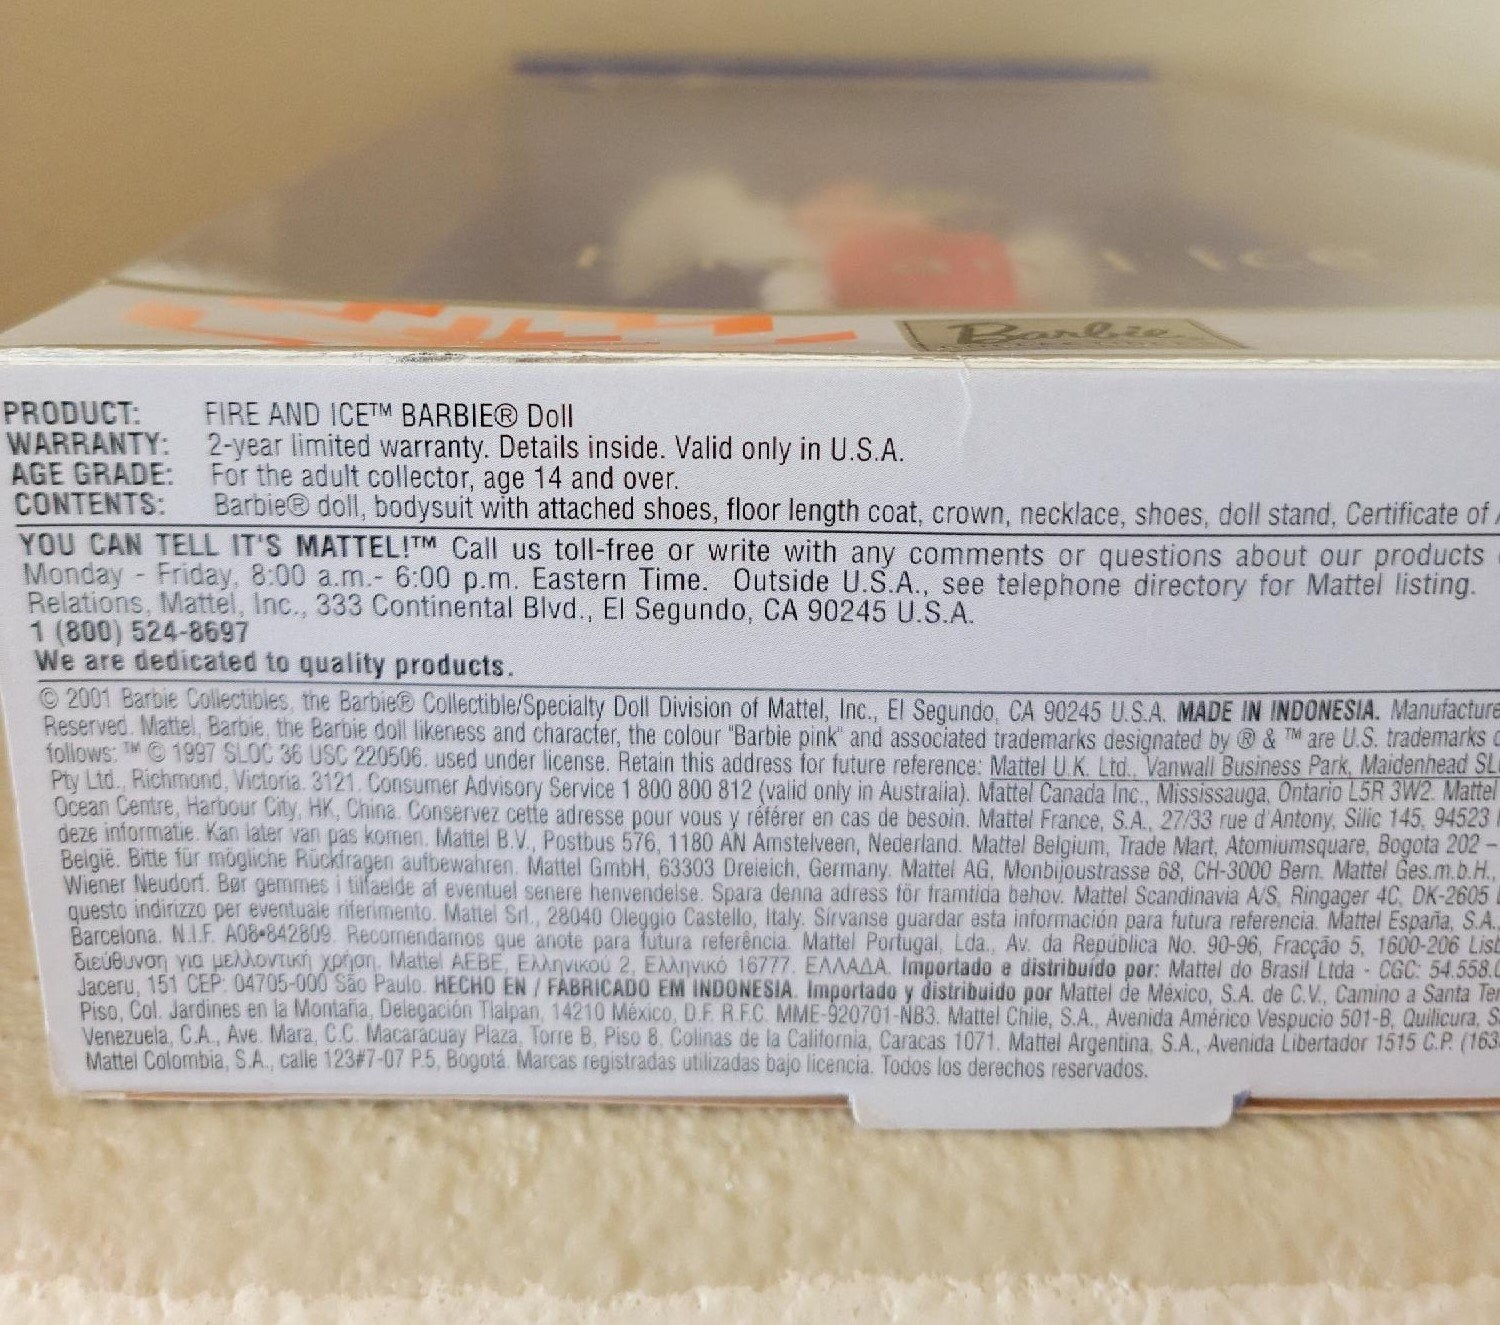 Barbie
PRODUCT: FIRE AND ICE™ BARBIE® Doll
WARRANTY: 2-year limited warranty. Details inside. Valid only in U.S.A.
AGE GRADE: For the adult collector, age 14 and over.
CONTENTS: Barbie® doll, bodysuit with attached shoes, floor length coat, crown, necklace, shoes, doll stand, Certificate of
YOU CAN TELL IT'S MATTEL!™ Call us toll-free or write with any comments or questions about our products
Monday - Friday, 8:00 a.m.- 6:00 p.m. Eastern Time. Outside U.S.A., see telephone directory for Mattel listing.
Relations, Mattel, Inc., 333 Continental Blvd., El Segundo, CA 90245 U.S.A.
1 (800) 524-8697
We are dedicated to quality products.
© 2001 Barbie Collectibles, the Barbie® Collectible/Specialty Doll Division of Mattel, Inc., El Segundo, CA 90245 U.S.A. MADE IN INDONESIA. Manufacture
Reserved. Mattel, Barbie, the Barbie doll likeness and character, the colour "Barbie pink" and associated trademarks designated by ® & ™ are U.S. trademarks
follows: ™ © 1997 SLOC 36 USC 220506. used under license. Retain this address for future reference: Mattel U.K. Ltd., Vanwall Business Park, Maidenhead SL
Pty Ltd., Richmond, Victoria. 3121. Consumer Advisory Service 1 800 800 812 (valid only in Australia). Mattel Canada Inc., Mississauga, Ontario L5R 3W2. Mattel
Ocean Centre, Harbour City, HK, China. Conservez cette adresse pour vous y référer en cas de besoin. Mattel France, S.A., 27/33 rue d'Antony, Silic 145, 94523
deze informatie. Kan later van pas komen. Mattel B.V., Postbus 576, 1180 AN Amstelveen, Nederland. Mattel Belgium, Trade Mart, Atomiumsquare, Bogota 202 –
België. Bitte für mögliche Rückfragen aufbewahren. Mattel GmbH, 63303 Dreieich, Germany. Mattel AG, Monbijoustrasse 68, CH-3000 Bern. Mattel Ges.m.b.H.,
Wiener Neudorf. Bør gemmes i tilfaelde af eventuel senere henvendelse. Spara denna adress för framtida behov. Mattel Scandinavia A/S, Ringager 4C, DK-2605
questo indirizzo per eventuale riferimento. Mattel Srl., 28040 Oleggio Castello, Italy. Sírvanse guardar esta información para futura referencia. Mattel España, S.A.
Barcelona. N.I.F. A08•842809. Recomendamos que anote para futura referência. Mattel Portugal, Lda., Av. da República No. 90-96, Fracção 5, 1600-206 Lis
διεύθυνση για μελλοντική χρήση. Mattel AEBE, Ελληνικού 2, Ελληνικό 16777. ΕΛΛΑΔΑ. Importado e distribuído por: Mattel do Brasil Ltda - CGC: 54.558.
Jaceru, 151 CEP: 04705-000 São Paulo. HECHO EN / FABRICADO EM INDONESIA. Importado y distribuido por Mattel de México, S.A. de C.V., Camino a Santa Te
Piso, Col. Jardines en la Montaña, Delegación Tlalpan, 14210 México, D.F. R.F.C. MME-920701-NB3. Mattel Chile, S.A., Avenida Américo Vespucio 501-B, Quilicura, S
Venezuela, C.A., Ave. Mara, C.C. Macaracuay Plaza, Torre B, Piso 8, Colinas de la California, Caracas 1071. Mattel Argentina, S.A., Avenida Libertador 1515 C.P. (163
Mattel Colombia, S.A., calle 123#7-07 P.5, Bogotá. Marcas registradas utilizadas bajo licencia. Todos los derechos reservados.